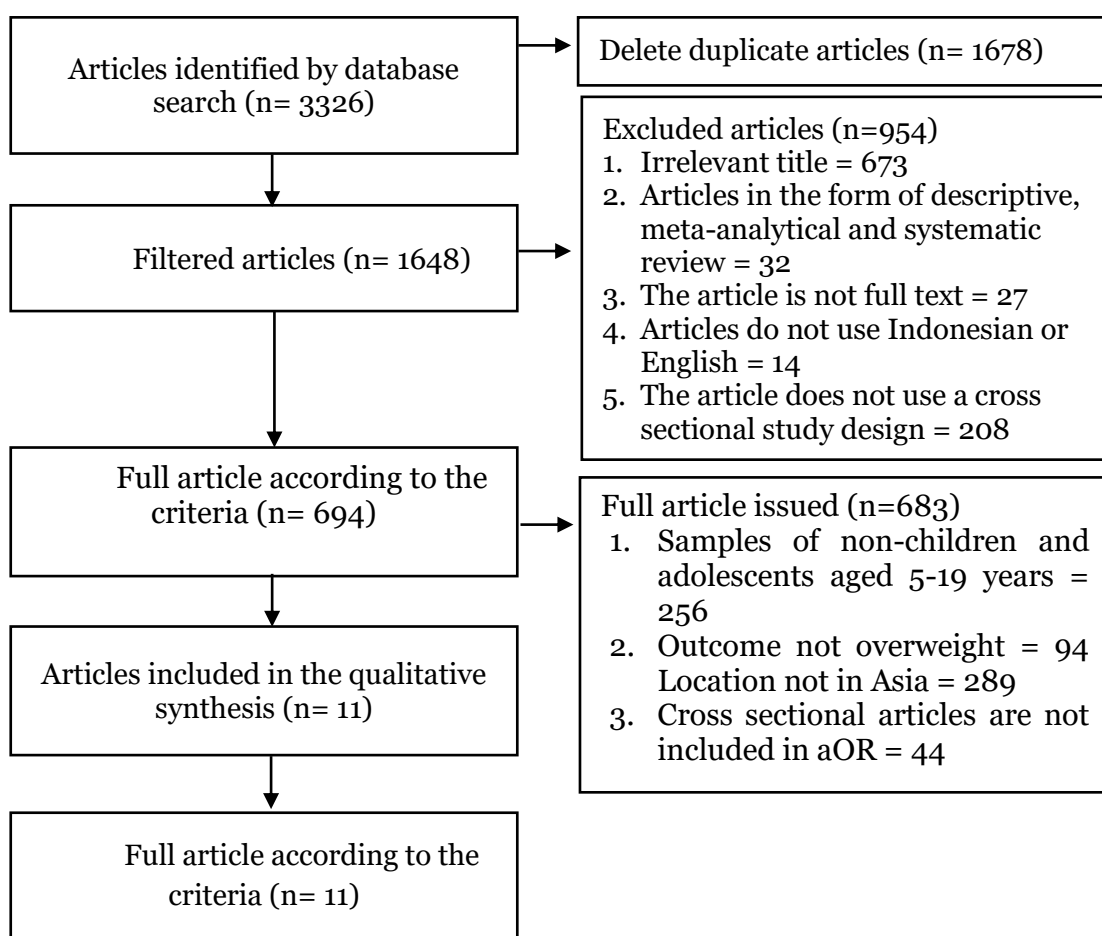 Articles identified by database
search (n= 3326)
Delete duplicate articles (n= 1678)
Filtered articles (n= 1648)
Excluded articles (n=954)
1. Irrelevant title = 673
2. Articles in the form of descriptive,
meta-analytical and systematic
review = 32
3. The article is not full text = 27
4. Articles do not use Indonesian or
English = 14
5. The article does not use a cross
sectional study design = 208
Full article according to the
criteria (n= 694)
Full article issued (n=683)
1. Samples of non-children and
adolescents aged 5-19 years =
256
2. Outcome not overweight = 94
Location not in Asia = 289
3. Cross sectional articles are not
included in aOR = 44
Articles included in the qualitative
synthesis (n= 11)
Full article according to the
criteria (n= 11)